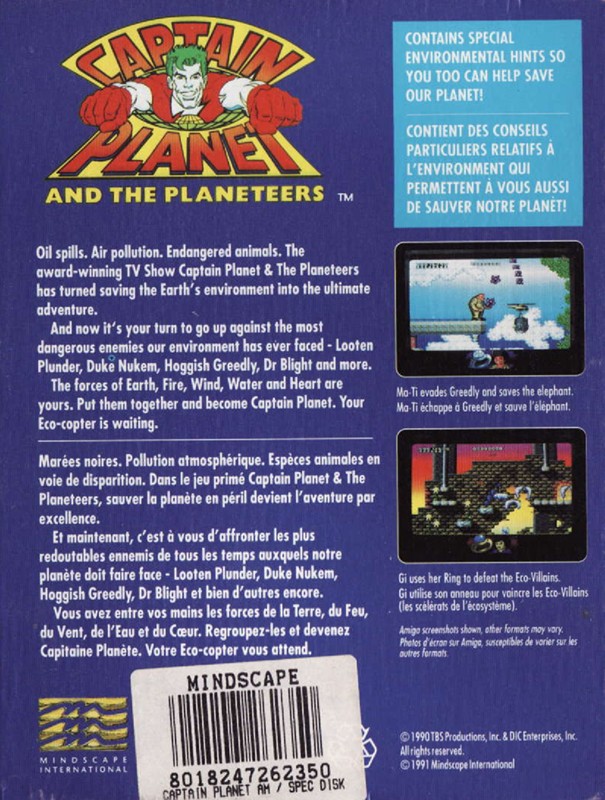 CAPTAIN
PLANET
AND THE PLANETEERS TM
CONTAINS SPECIAL
ENVIRONMENTAL HINTS SO
YOU TOO CAN HELP SAVE
OUR PLANET!
CONTIENT DES CONSEILS
PARTICULIERS RELATIFS À
L'ENVIRONMENT QUI
PERMETTENT À VOUS AUSSI
DE SAUVER NOTRE PLANÈT!
Oil spills. Air pollution. Endangered animals. The
award-winning TV Show Captain Planet & The Planeteers
has turned saving the Earth's environment into the ultimate
adventure.
And now it's your turn to go up against the most
dangerous enemies our environment has ever faced - Looten
Plunder, Duke Nukem, Hoggish Greedly, Dr Blight and more.
The forces of Earth, Fire, Wind, Water and Heart are
yours. Put them together and become Captain Planet. Your
Eco-copter is waiting.
Marées noires. Pollution atmosphérique. Espèces animales en
voie de disparition. Dans le jeu primé Captain Planet & The
Planeteers, sauver la planète en péril devient l'aventure par
excellence.
Et maintenant, c'est à vous d'affronter les plus
redoutables ennemis de tous les temps auxquels notre
planète doit faire face - Looten Plunder, Duke Nukem,
Hoggish Greedly, Dr Blight et bien d'autres encore.
Vous avez entre vos mains les forces de la Terre, du Feu,
du Vent, de l'Eau et du Cœur. Regroupez-les et devenez
Capitaine Planète. Votre Eco-copter vous attend.
Ma-Ti evades Greedly and saves the elephant.
Ma-Ti échappe à Greedly et sauve l'éléphant.
Gi uses her Ring to defeat the Eco-Villains.
Gi utilise son anneau pour vaincre les Eco-Villains
(les scélérats de l'écosystème).
Amiga screenshots shown, other formats may vary.
Photos d'écran sur Amiga, susceptibles de varier sur les
autres formats.
MINDSCAPE
INTERNATIONAL
MINDSCAPE
8018247262350
CAPTAIN PLANET AM / SPEC DISK
© 1990 TBS Productions, Inc. & DIC Enterprises, Inc.
All rights reserved.
© 1991 Mindscape International